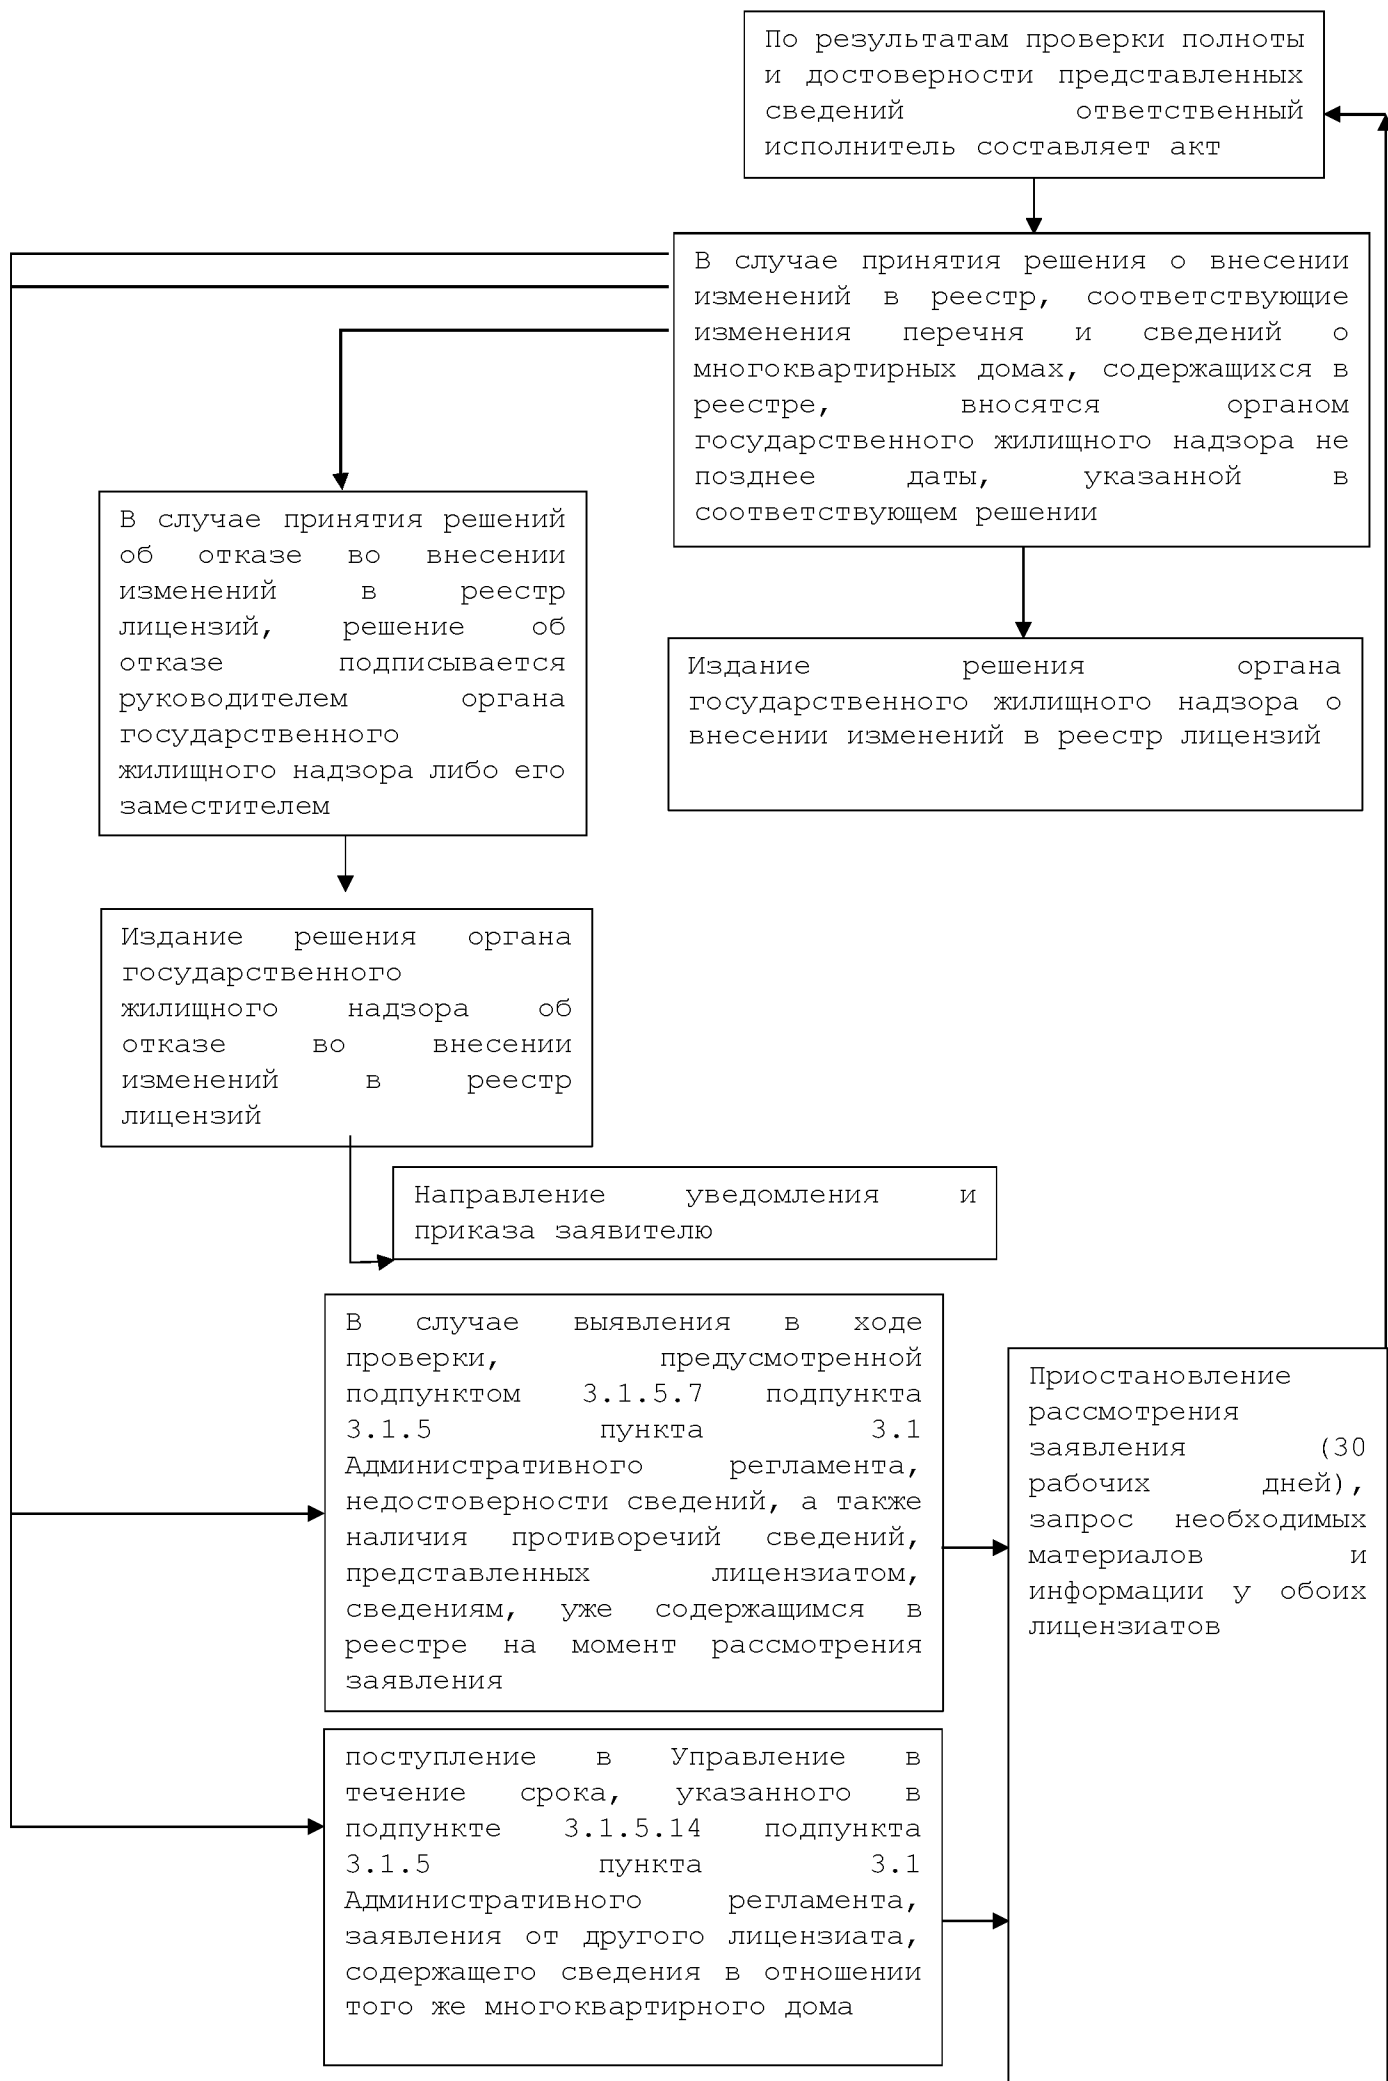 По результатам проверки полноты
и достоверности представленных
сведений ответственный
исполнитель составляет акт
В случае принятия решения о внесении
изменений в реестр, соответствующие
изменения перечня и сведений о
многоквартирных домах, содержащихся в
реестре, вносятся органом
государственного жилищного надзора не
позднее даты, указанной в
соответствующем решении
В случае принятия решений
об отказе во внесении
изменений в реестр
лицензий, решение об
отказе подписывается
руководителем органа
государственного
жилищного надзора либо его
заместителем
Издание решения органа
государственного жилищного надзора о
внесении изменений в реестр лицензий
Издание решения органа
государственного
жилищного надзора об
отказе во внесении
изменений в реестр
лицензий
Направление уведомления и
приказа заявителю
В случае выявления в ходе
проверки, предусмотренной
подпунктом 3.1.5.7 подпункта
3.1.5 пункта 3.1
Административного регламента,
недостоверности сведений, а также
наличия противоречий сведений,
представленных лицензиатом,
сведениям, уже содержащимся в
реестре на момент рассмотрения
заявления
Приостановление
рассмотрения
заявления (30
рабочих дней),
запрос необходимых
материалов и
информации у обоих
лицензиатов
поступление в Управление в
течение срока, указанного в
подпункте 3.1.5.14 подпункта
3.1.5 пункта 3.1
Административного регламента,
заявления от другого лицензиата,
содержащего сведения в отношении
того же многоквартирного дома